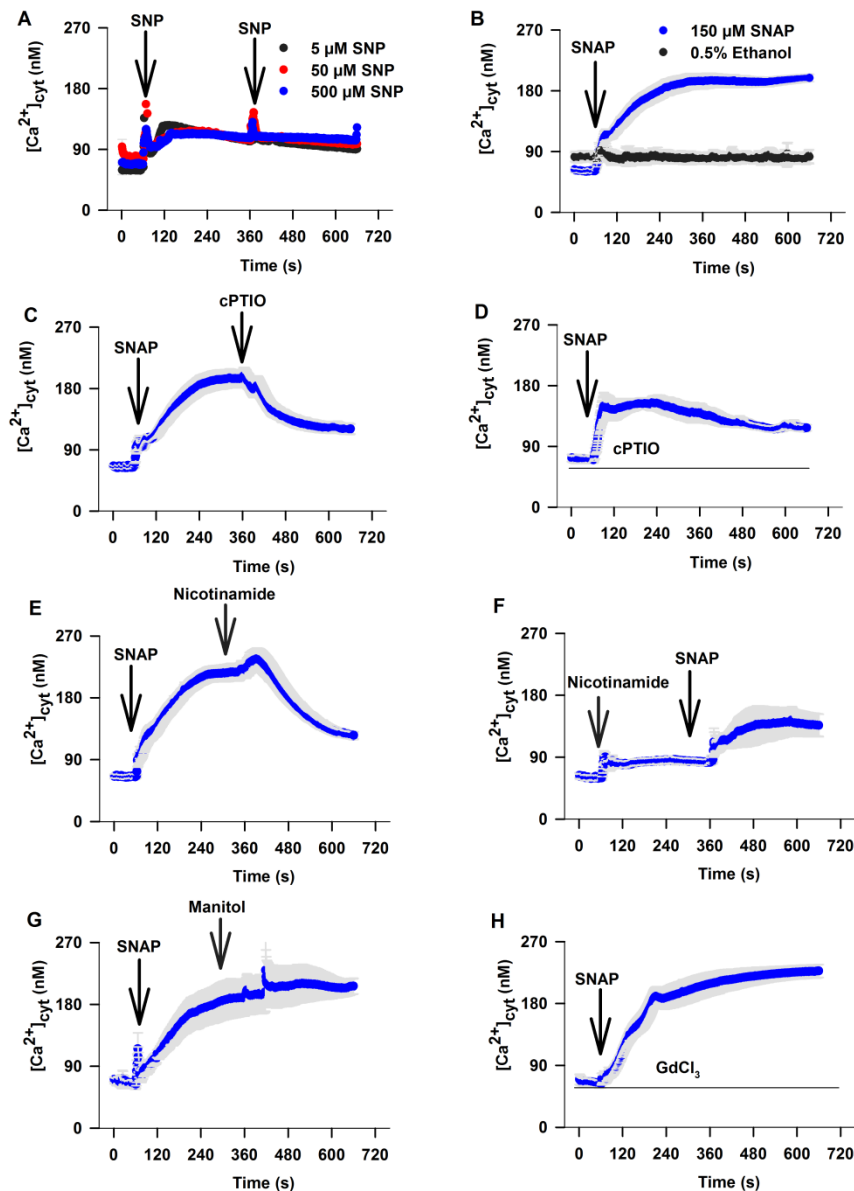 A
SNP
SNP
5 µM SNP
50 µM SNP
500 µM SNP
[Ca2+]cyt (nM)
270
180
90
0
0 120 240 360 480 600 720
Time (s)
B
150 µM SNAP
0.5% Ethanol
SNAP
[Ca2+]cyt (nM)
270
180
90
0
0 120 240 360 480 600 720
Time (s)
C
cPTIO
SNAP
[Ca2+]cyt (nM)
270
180
90
0
0 120 240 360 480 600 720
Time (s)
D
SNAP
cPTIO
[Ca2+]cyt (nM)
270
180
90
0
0 120 240 360 480 600 720
Time (s)
E
Nicotinamide
SNAP
[Ca2+]cyt (nM)
270
180
90
0
0 120 240 360 480 600 720
Time (s)
F
SNAP
Nicotinamide
[Ca2+]cyt (nM)
270
180
90
0
0 120 240 360 480 600 720
Time (s)
G
Manitol
SNAP
[Ca2+]cyt (nM)
270
180
90
0
0 120 240 360 480 600 720
Time (s)
H
SNAP
GdCl3
[Ca2+]cyt (nM)
270
180
90
0
0 120 240 360 480 600 720
Time (s)